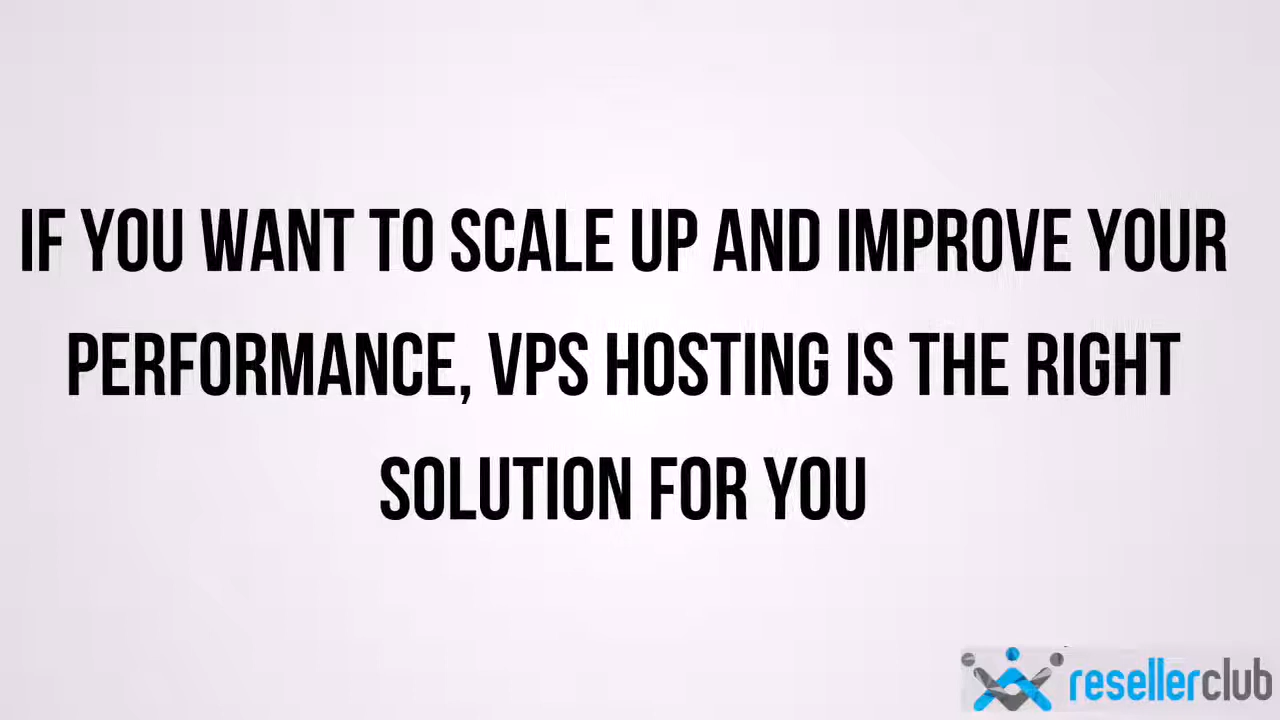 IF YOU WANT TO SCALE UP AND IMPROVE YOUR
PERFORMANCE, VPS HOSTING IS THE RIGHT
SOLUTION FOR YOU
resellerclub